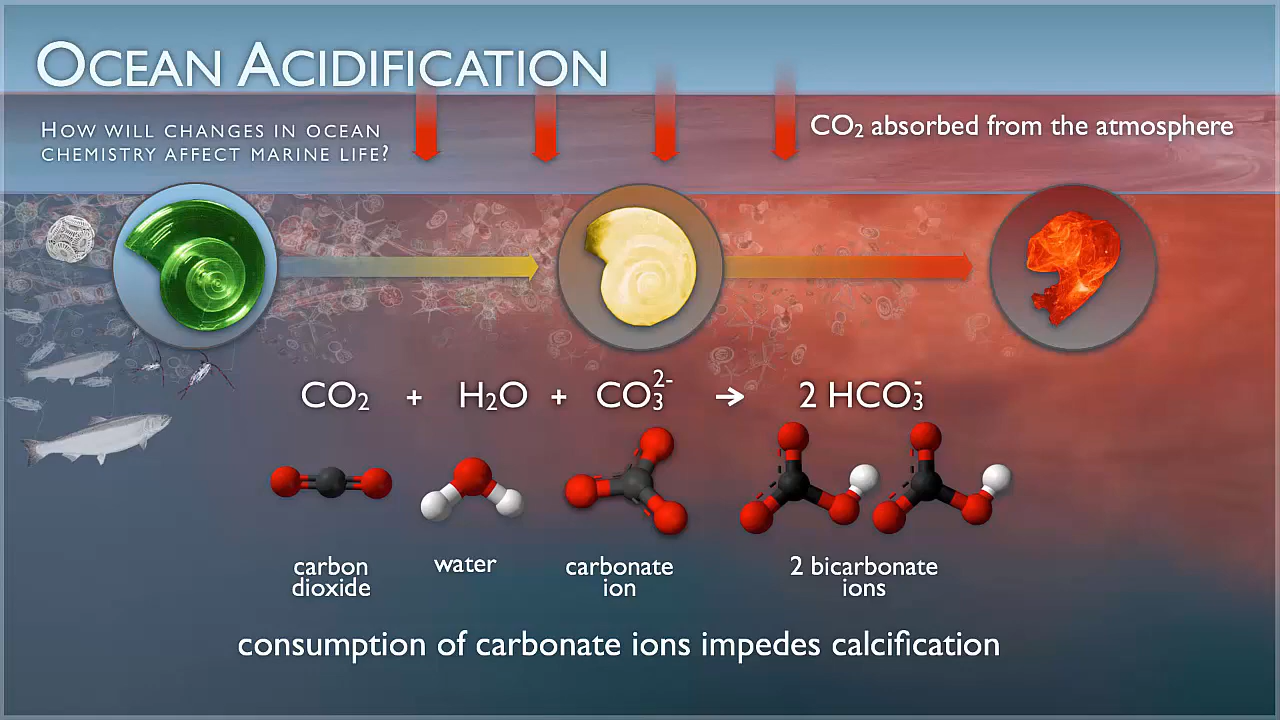 OCEAN ACIDIFICATION
HOW WILL CHANGES IN OCEAN
CHEMISTRY AFFECT MARINE LIFE?
CO₂ absorbed from the atmosphere
CO₂ + H₂O + CO₃²⁻ → 2 HCO₃⁻
carbon
dioxide
water
carbonate
ion
2 bicarbonate
ions
consumption of carbonate ions impedes calcification